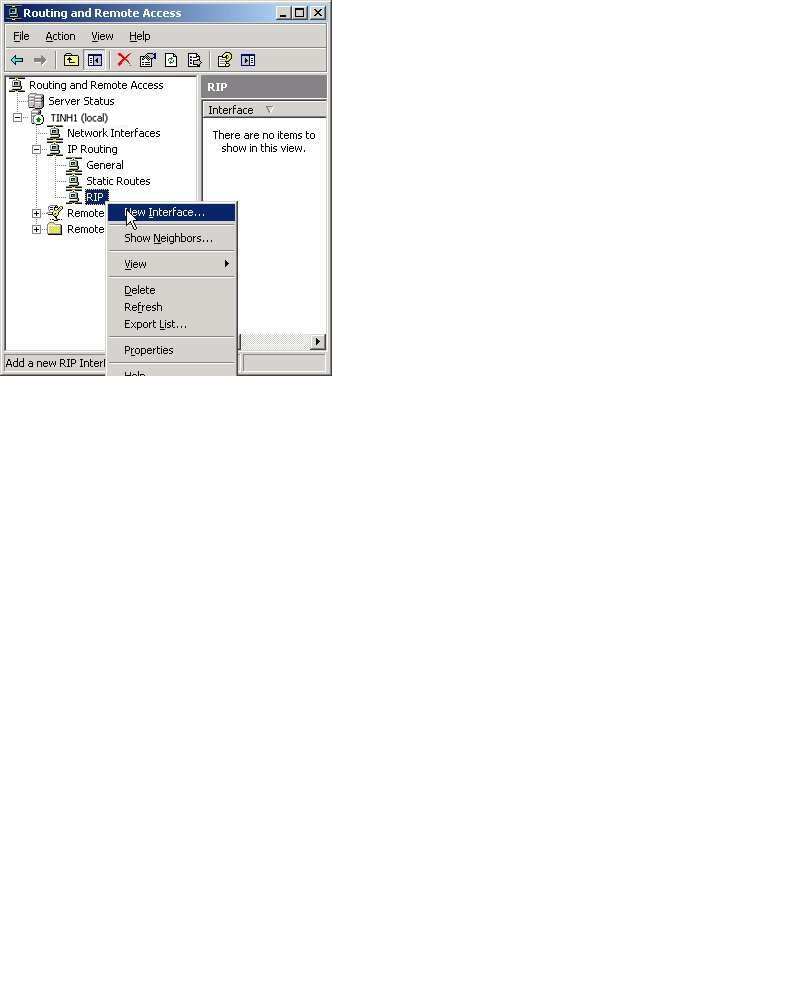 Routing and Remote Access
File Action View Help
Routing and Remote Access
Server Status
TINH1 (local)
Network Interfaces
IP Routing
General
Static Routes
RIP
Remote
Remote
RIP
Interface
There are no items to
show in this view.
New Interface...
Show Neighbors...
View
Delete
Refresh
Export List...
Properties
Help
Add a new RIP Interf